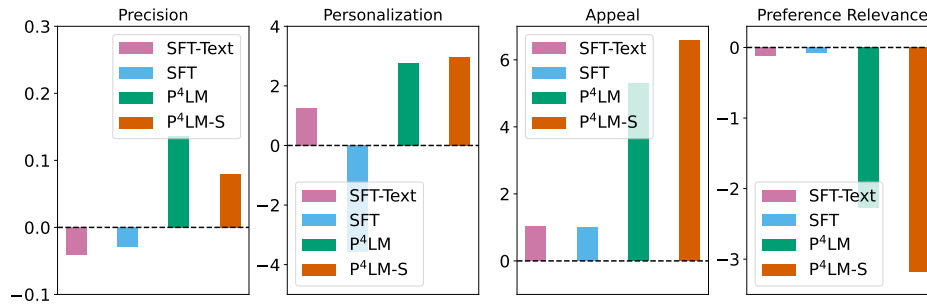 Precision
0.3
0.2
0.1
0.0
−0.1
SFT-Text
SFT
P⁴LM
P⁴LM-S
Personalization
4
2
0
−2
−4
SFT-Text
SFT
P⁴LM
P⁴LM-S
Appeal
6
4
2
0
SFT-Text
SFT
P⁴LM
P⁴LM-S
Preference Relevance
0
−1
−2
−3
SFT-Text
SFT
P⁴LM
P⁴LM-S